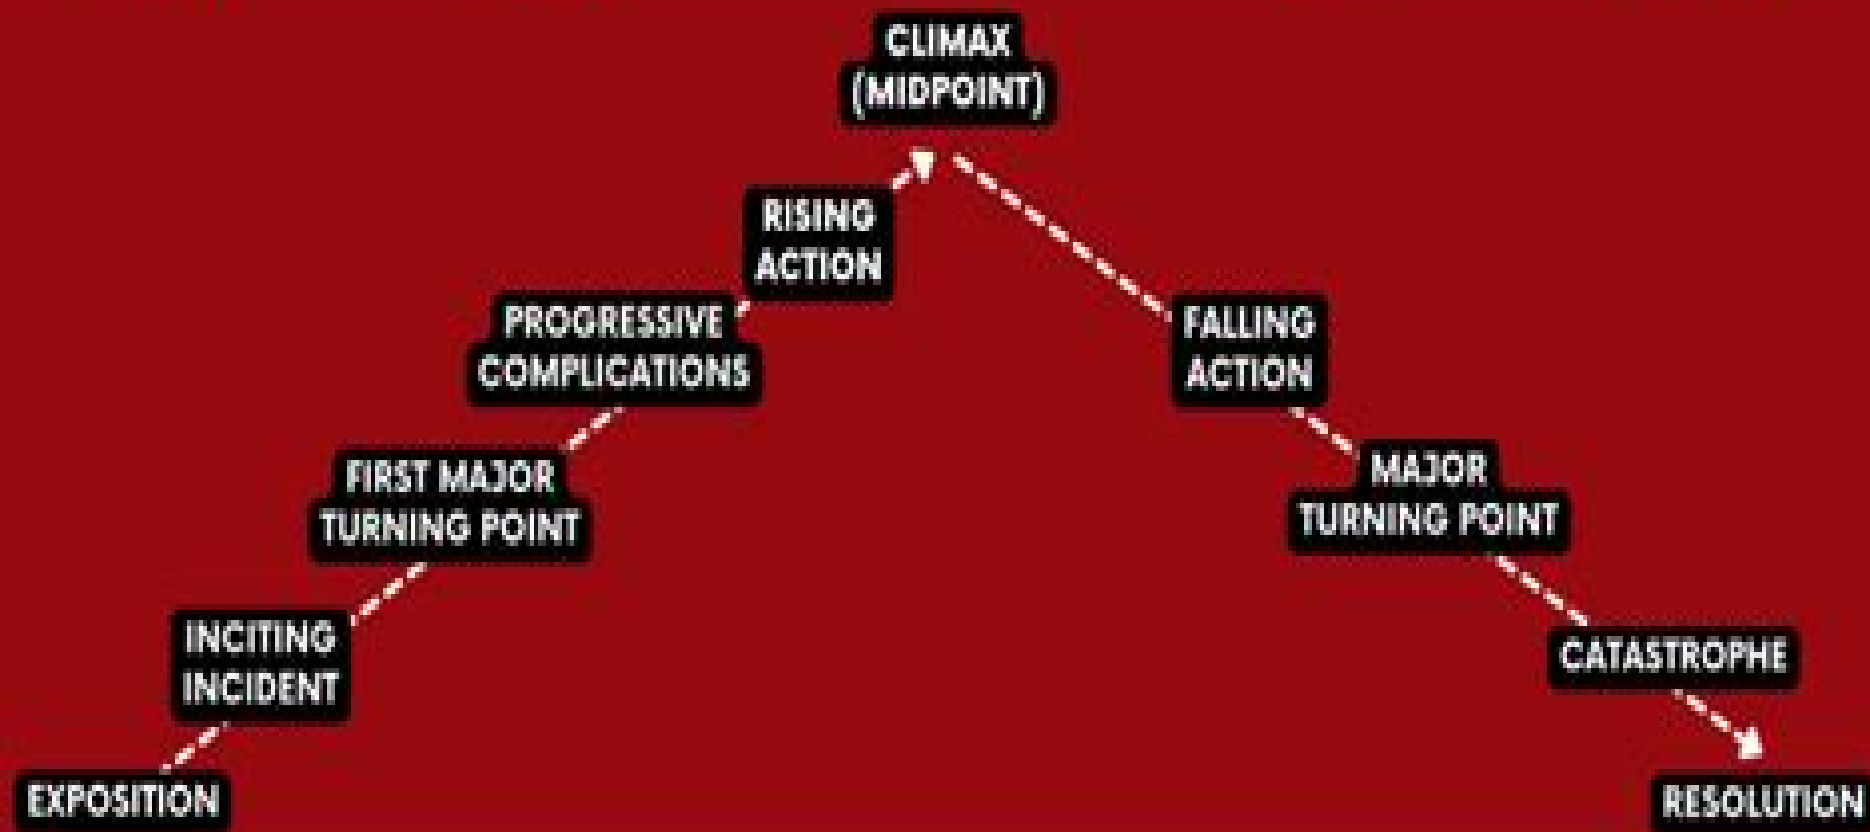 CLIMAX
(MIDPOINT)
RISING
ACTION
PROGRESSIVE
COMPLICATIONS
FIRST MAJOR
TURNING POINT
INCITING
INCIDENT
EXPOSITION
FALLING
ACTION
MAJOR
TURNING POINT
CATASTROPHE
RESOLUTION